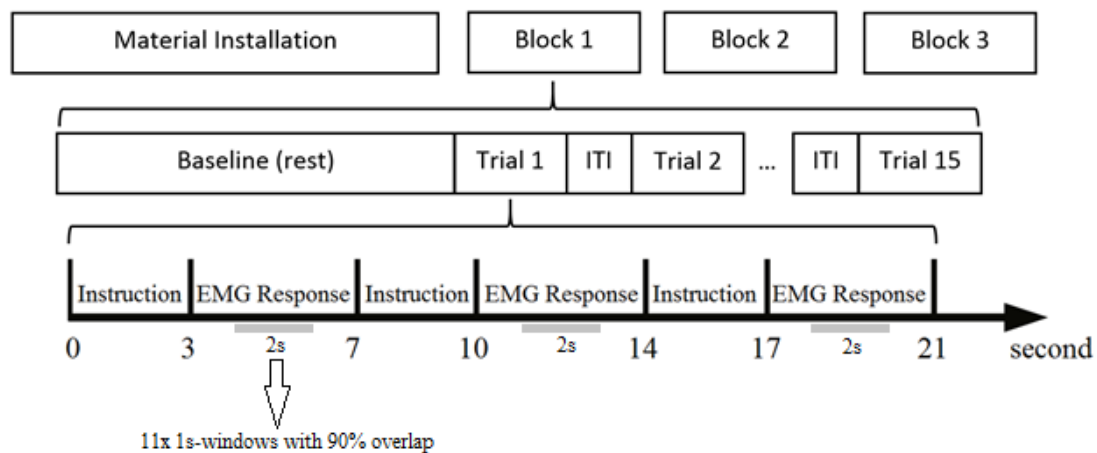 Material Installation Block 1 Block 2 Block 3
Baseline (rest) Trial 1 ITI Trial 2 ... ITI Trial 15
Instruction EMG Response Instruction EMG Response Instruction EMG Response
2s 2s 2s
0 3 7 10 14 17 21 second
11x 1s-windows with 90% overlap